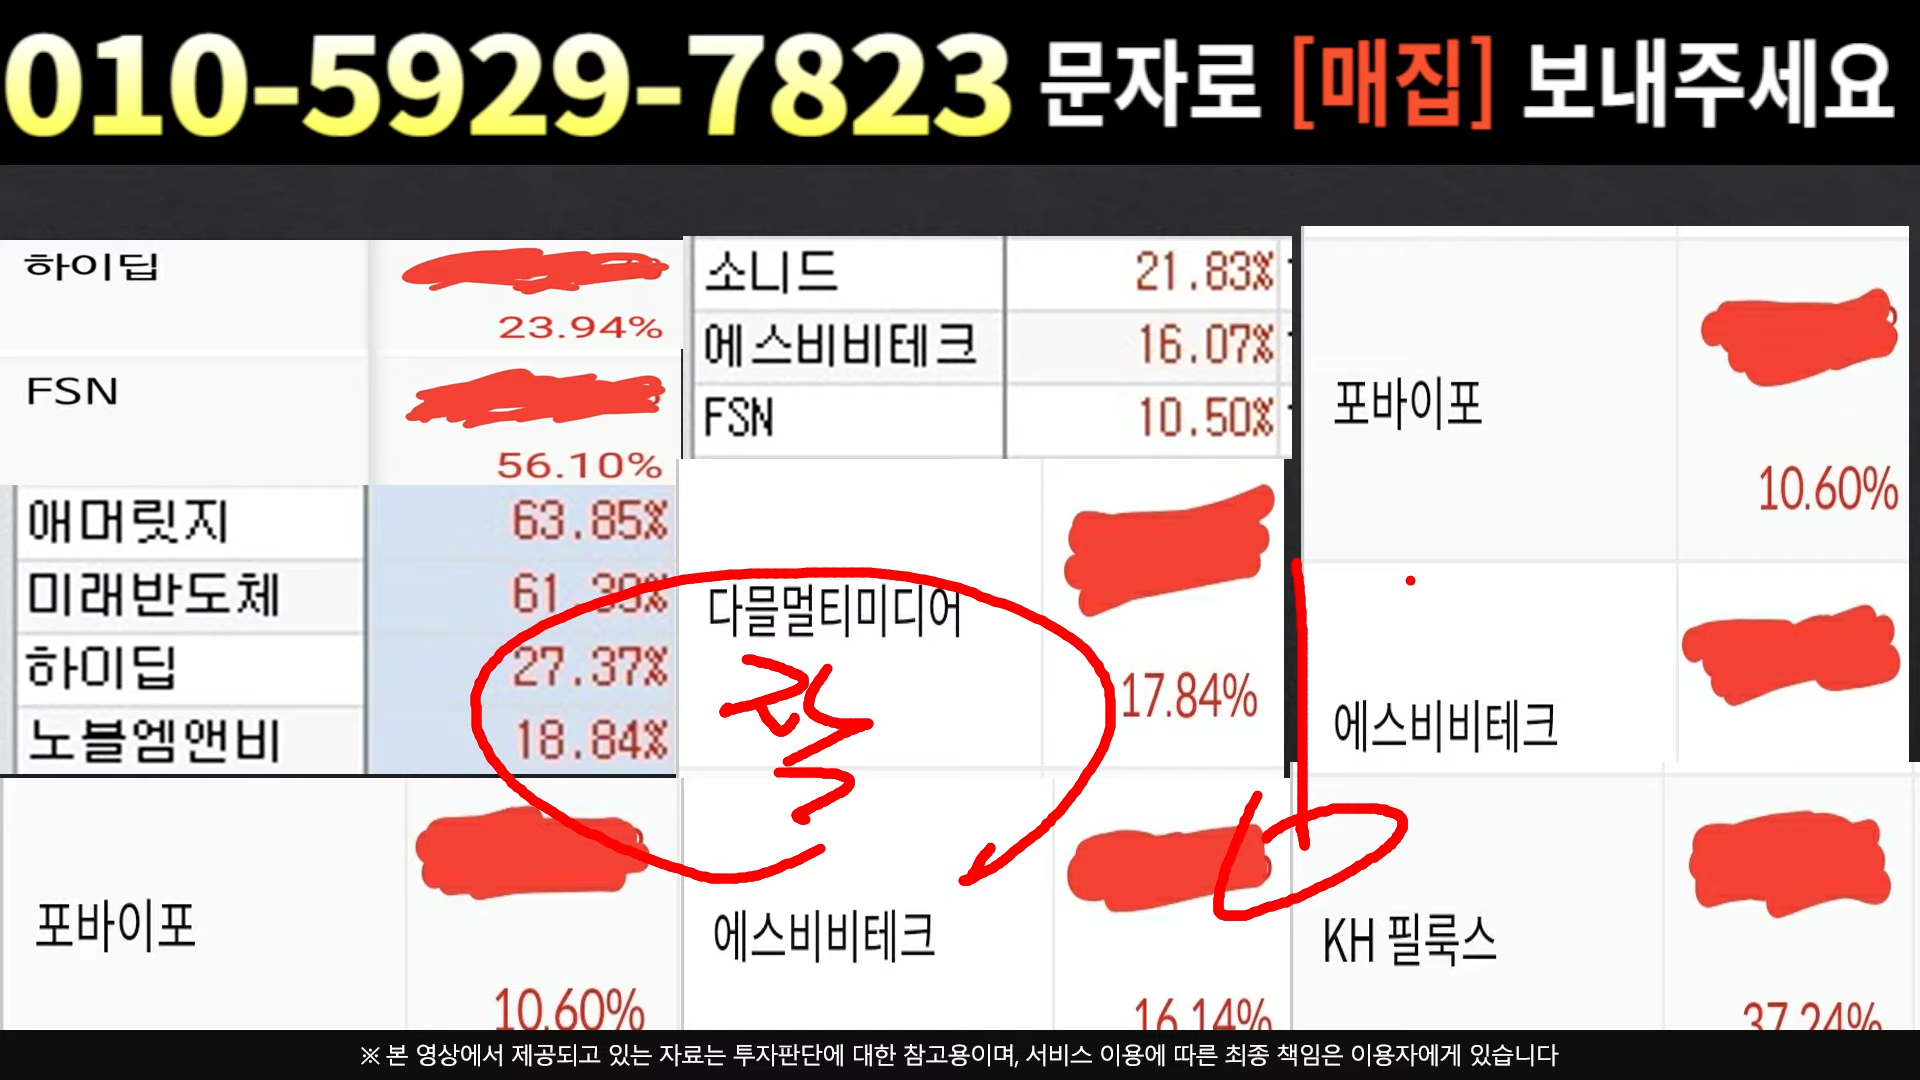 010-5929-7823 문자로 [매집] 보내주세요
하이딥
23.94%
FSN
56.10%
애머릿지 63.85%
미래반도체 61.39%
하이딥 27.37%
노블엠앤비 18.84%
소니드 21.83%
에스비비테크 16.07%
FSN 10.50%
다믈멀티미디어
17.84%
포바이포
10.60%
에스비비테크
포바이포
10.60%
에스비비테크
16.14%
KH 필룩스
37.24%
※ 본 영상에서 제공되고 있는 자료는 투자판단에 대한 참고용이며, 서비스 이용에 따른 최종 책임은 이용자에게 있습니다